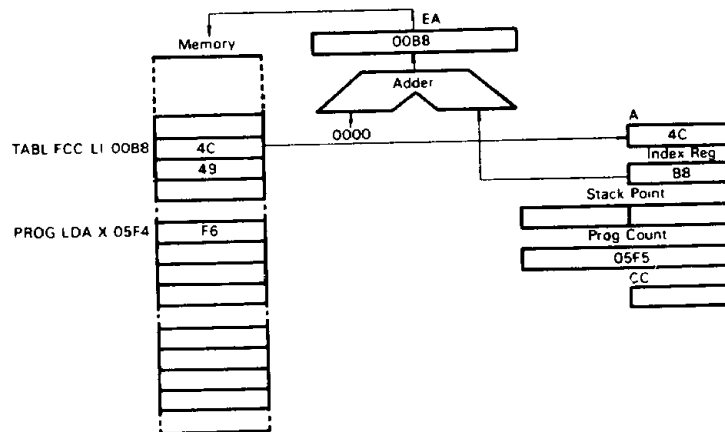 EA
Memory
00B8
Adder
A
0000
TABL FCC LI 00B8
4C
4C
Index Reg
49
B8
Stack Point
PROG LDA X 05F4
F6
Prog Count
05F5
CC